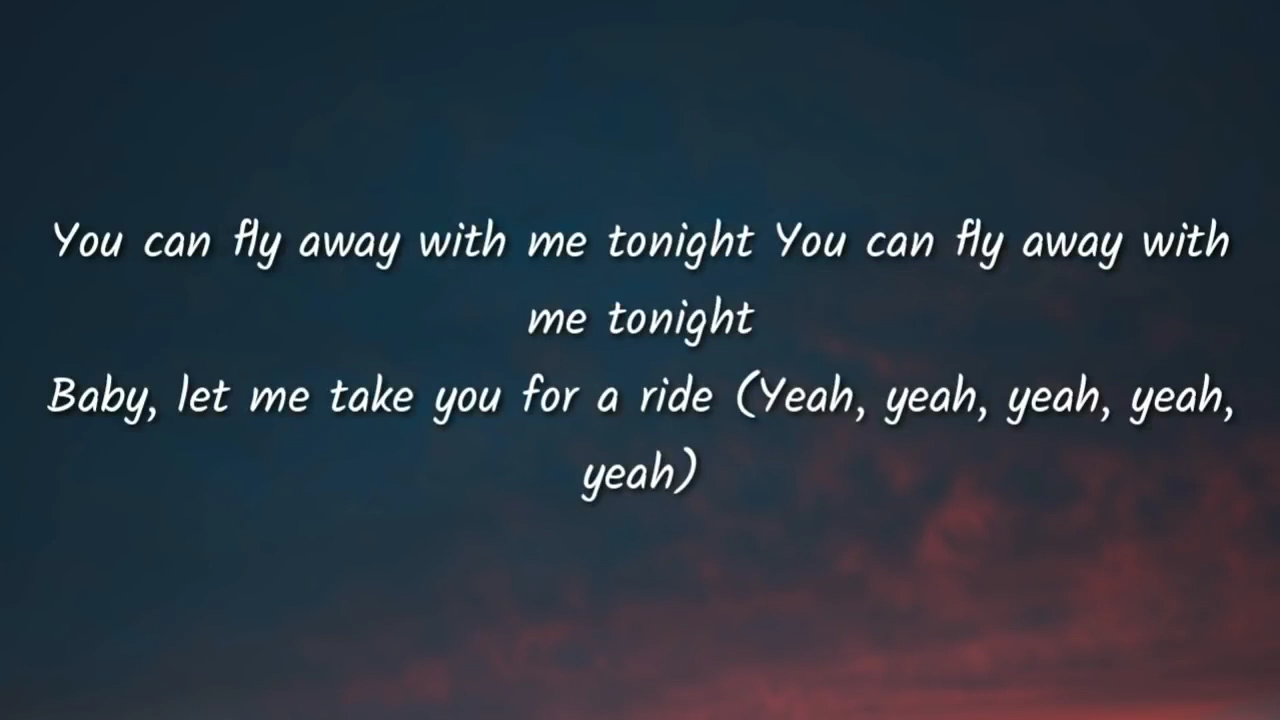 You can fly away with me tonight You can fly away with
me tonight
Baby, let me take you for a ride (Yeah, yeah, yeah, yeah,
yeah)